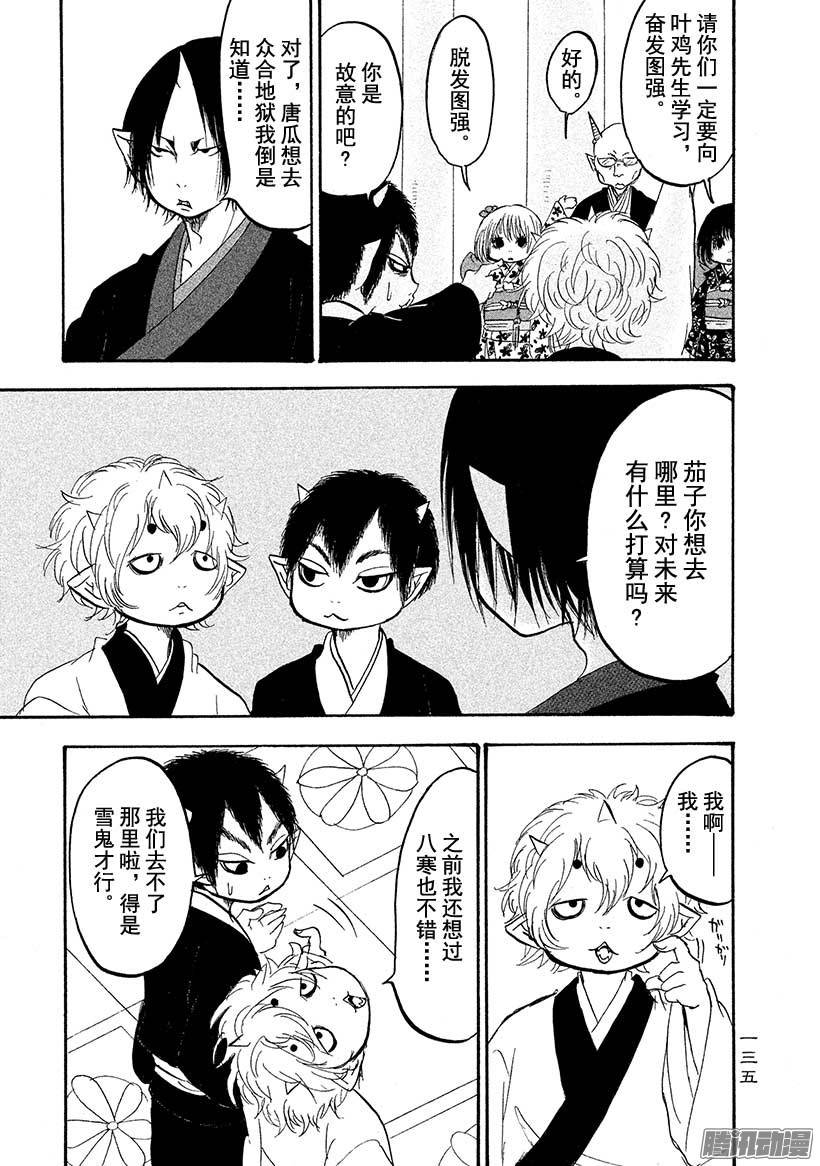 请你们一定要向
叶鸡先生学习，
奋发图强。
好的。
脱发图强。
你是
故意的吧？
对了，唐瓜想去
众合地狱我倒是
知道……
茄子你想去
哪里？对未来
有什么打算吗？
我啊——
我……
がりがり
之前我还想过
八寒也不错……
我们去不了
那里啦，得是
雪鬼才行。
一三五
腾讯动漫